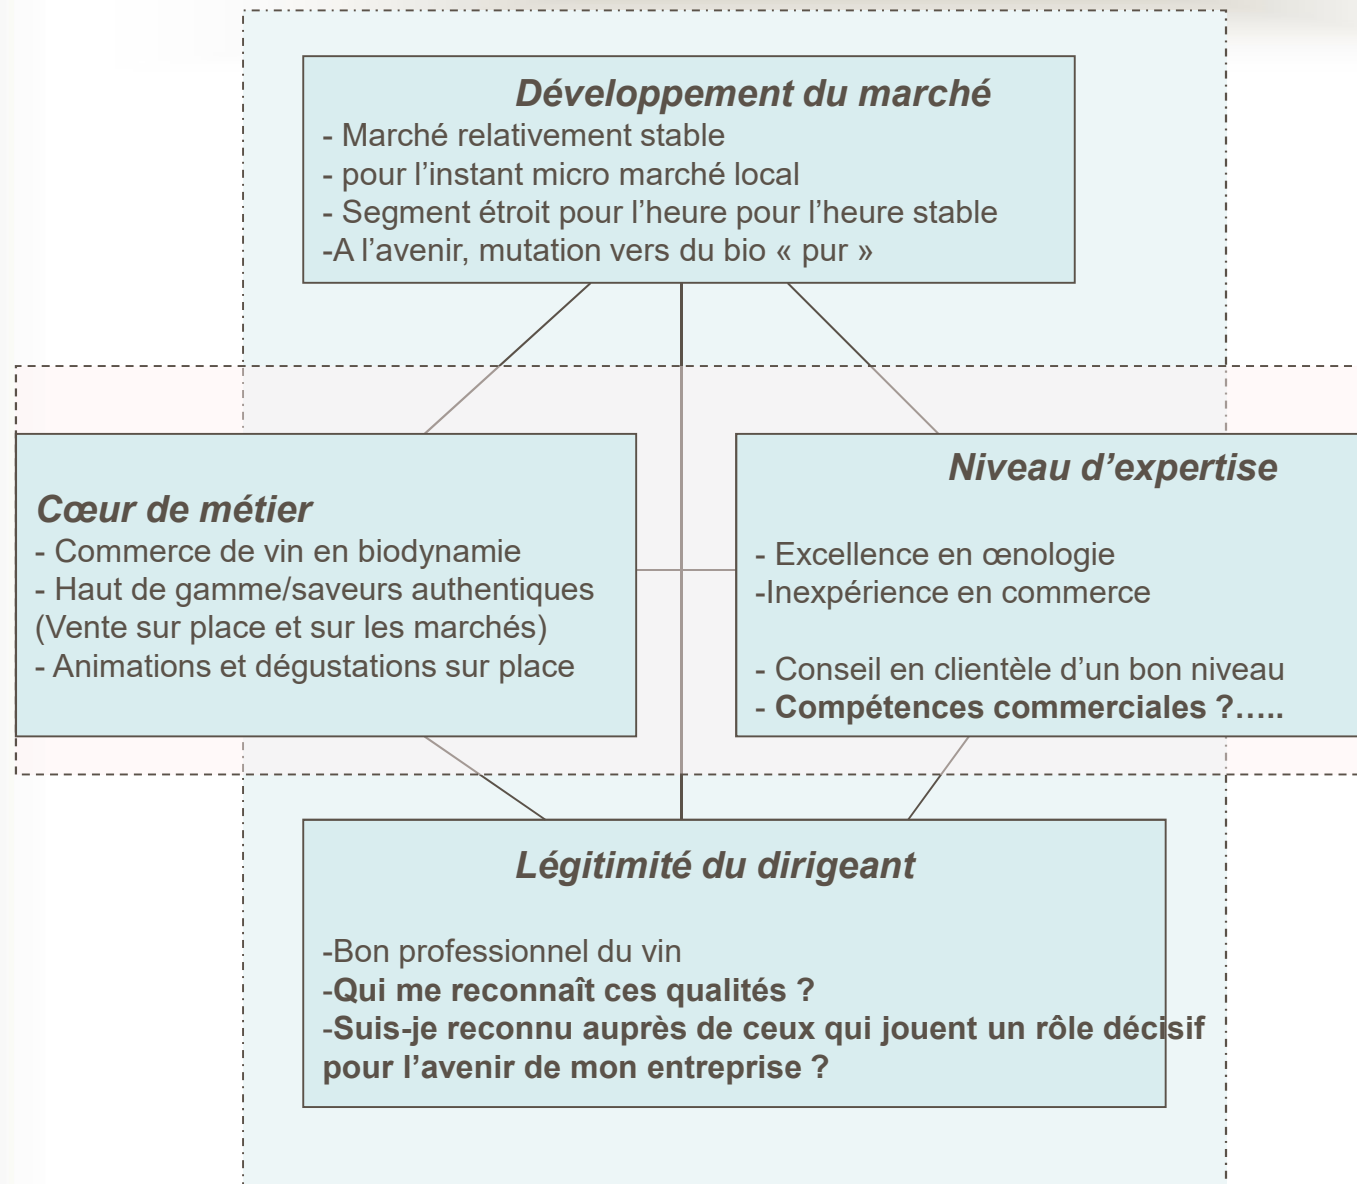 Développement du marché
- Marché relativement stable
- pour l’instant micro marché local
- Segment étroit pour l’heure pour l’heure stable
-A l’avenir, mutation vers du bio « pur »
Cœur de métier
- Commerce de vin en biodynamie
- Haut de gamme/saveurs authentiques
(Vente sur place et sur les marchés)
- Animations et dégustations sur place
Niveau d’expertise
- Excellence en œnologie
-Inexpérience en commerce
- Conseil en clientèle d’un bon niveau
- Compétences commerciales ?…..
Légitimité du dirigeant
-Bon professionnel du vin
-Qui me reconnaît ces qualités ?
-Suis-je reconnu auprès de ceux qui jouent un rôle décisif
pour l’avenir de mon entreprise ?